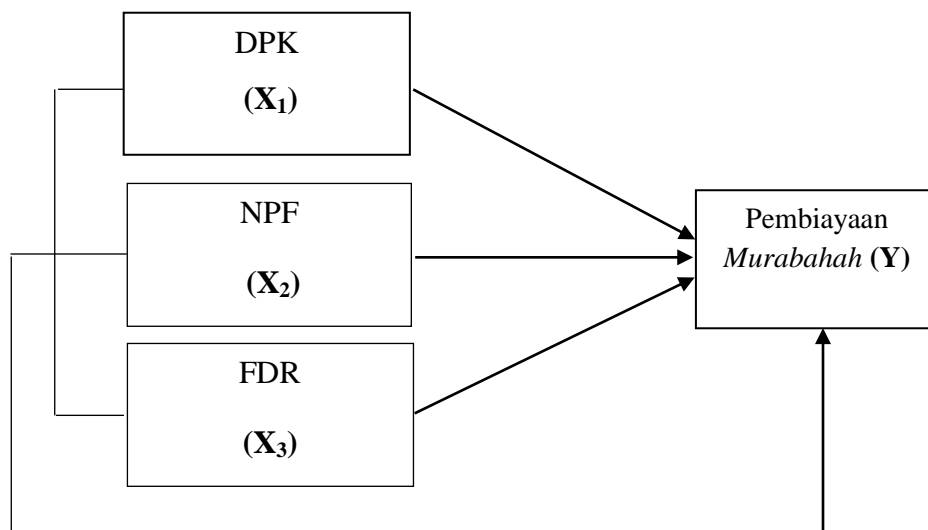 DPK
(X₁)
NPF
(X₂)
FDR
(X₃)
Pembiayaan
Murabahah (Y)